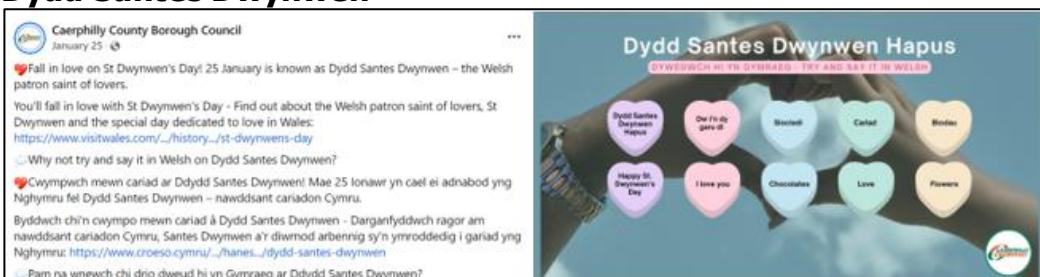 Dydd Santes Dwynwen
Caerphilly County Borough Council
January 25
Fall in love on St Dwynwen's Day! 25 January is known as Dydd Santes Dwynwen – the Welsh
patron saint of lovers.
You'll fall in love with St Dwynwen's Day - Find out about the Welsh patron saint of lovers, St
Dwynwen and the special day dedicated to love in Wales:
https://www.visitwales.com/.../history.../st-dwynwens-day
Why not try and say it in Welsh on Dydd Santes Dwynwen?
Cwympwch mewn cariad ar Ddydd Santes Dwynwen! Mae 25 Ionawr yn cael ei adnabod yng
Nghymru fel Dydd Santes Dwynwen – nawddsant cariadon Cymru.
Byddwch chi'n cwympo mewn cariad â Dydd Santes Dwynwen - Darganfyddwch ragor am
nawddsant cariadon Cymru, Santes Dwynwen a'r diwrnod arbennig sy'n ymroddedig i gariad yng
Nghymru: https://www.croeso.cymru/.../hanes.../dydd-santes-dwynwen
Pam na wnewch chi drio dweud hi yn Gymraeg ar Ddydd Santes Dwynwen?
Dydd Santes Dwynwen Hapus
DYWEDWCH HI YN GYMRAEG - TRY AND SAY IT IN WELSH
Dydd Santes
Dwynwen
Hapus
Dw i'n dy
garu di
Siocledi
Cariad
Blodau
Happy St.
Dwynwen's
Day
I love you
Chocolates
Love
Flowers